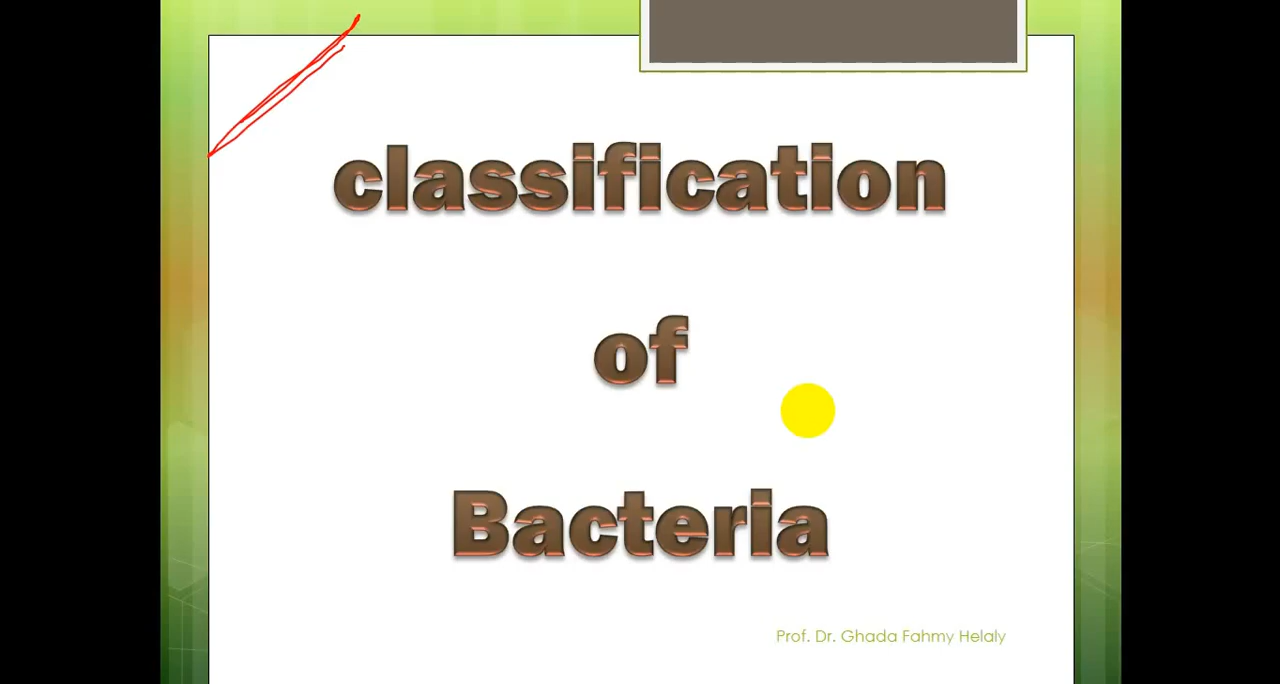 classification
of
Bacteria
Prof. Dr. Ghada Fahmy Helaly